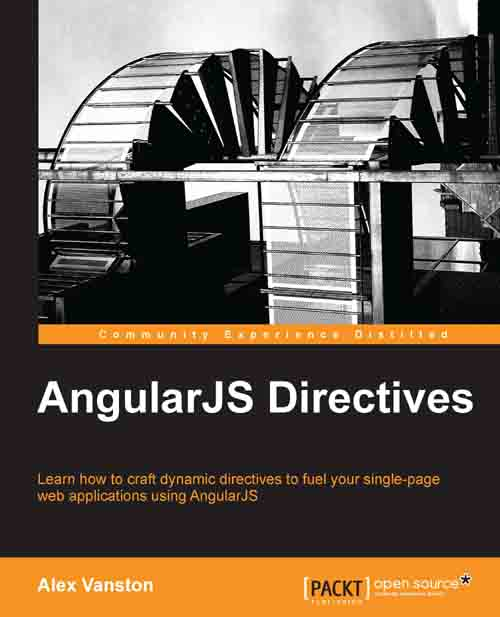 Community Experience Distilled
AngularJS Directives
Learn how to craft dynamic directives to fuel your single-page
web applications using AngularJS
Alex Vanston
[PACKT] open source*
PUBLISHING